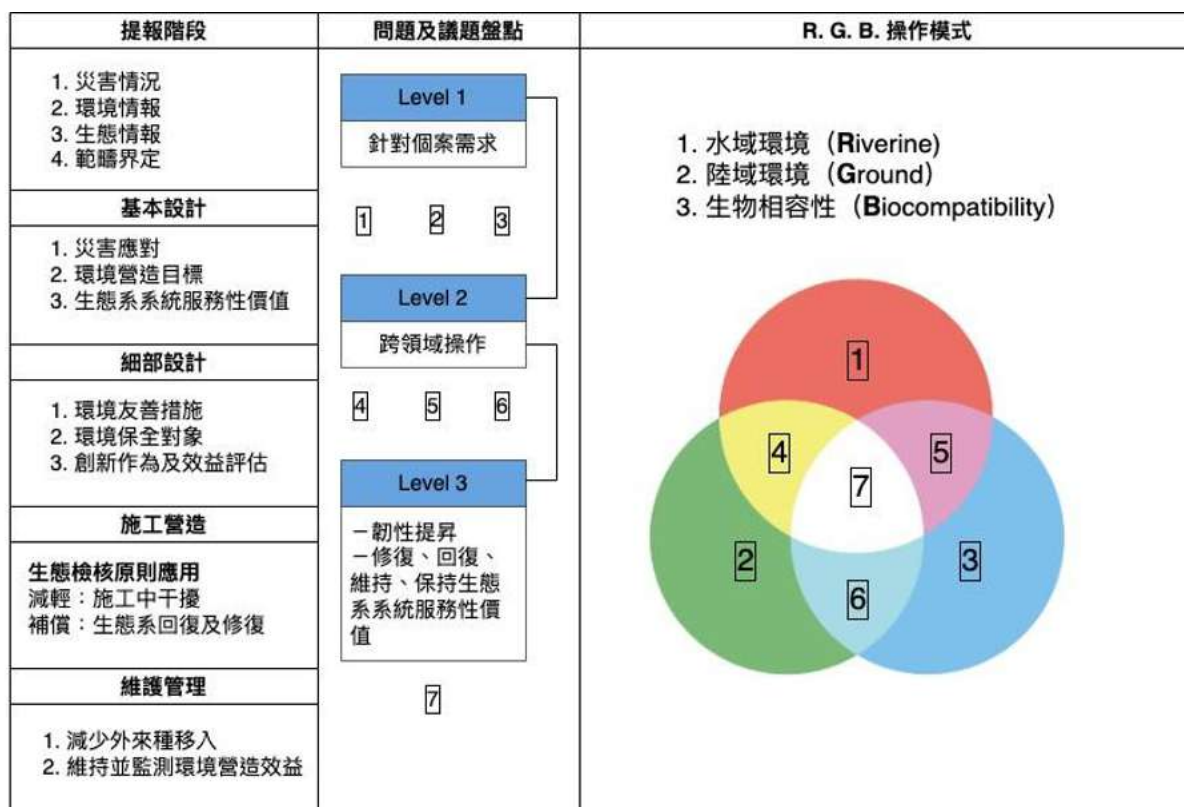 提報階段
1. 災害情況
2. 環境情報
3. 生態情報
4. 範疇界定
基本設計
1. 災害應對
2. 環境營造目標
3. 生態系系統服務性價值
細部設計
1. 環境友善措施
2. 環境保全對象
3. 創新作為及效益評估
施工營造
生態檢核原則應用
減輕：施工中干擾
補償：生態系回復及修復
維護管理
1. 減少外來種移入
2. 維持並監測環境營造效益
問題及議題盤點
Level 1
針對個案需求
1 2 3
Level 2
跨領域操作
4 5 6
Level 3
－韌性提昇
－修復、回復、
維持、保持生態
系系統服務性價
值
7
R. G. B. 操作模式
1. 水域環境（Riverine)
2. 陸域環境（Ground）
3. 生物相容性（Biocompatibility）
1
4
5
7
2
3
6